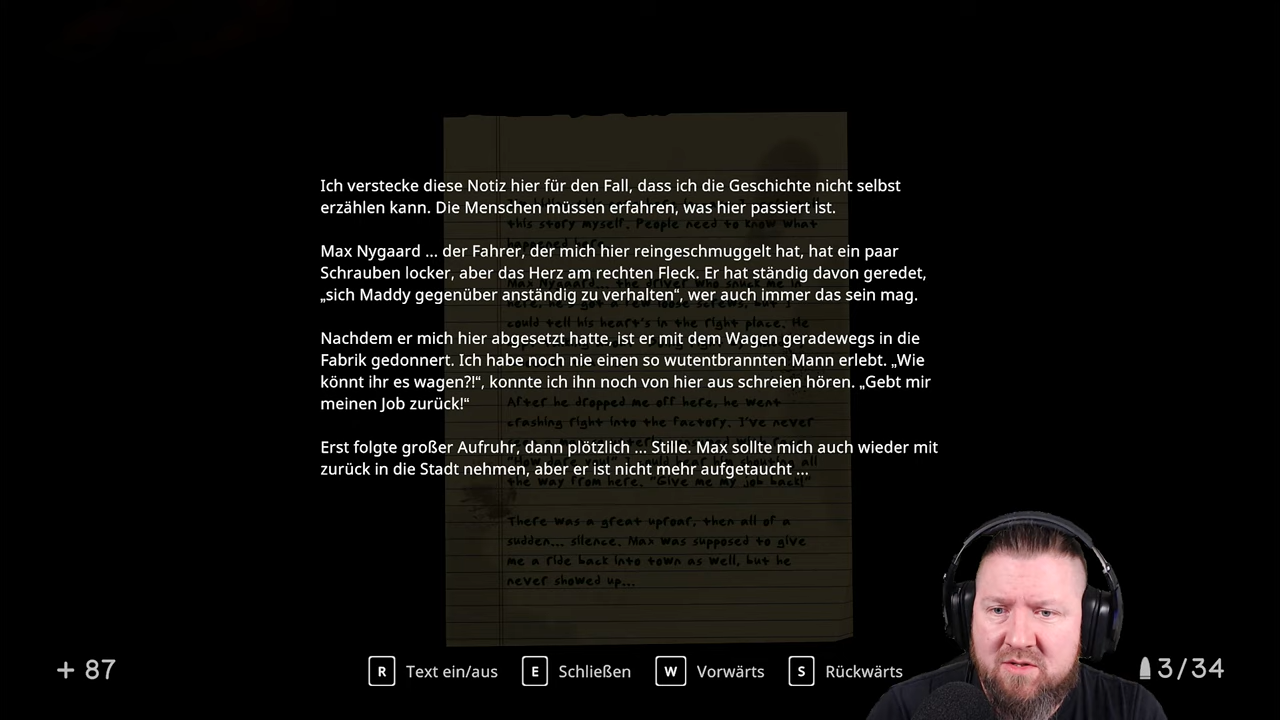 Ich verstecke diese Notiz hier für den Fall, dass ich die Geschichte nicht selbst
erzählen kann. Die Menschen müssen erfahren, was hier passiert ist.
this story myself. People need to know what
Max Nygaard ... der Fahrer, der mich hier reingeschmuggelt hat, hat ein paar
Schrauben locker, aber das Herz am rechten Fleck. Er hat ständig davon geredet,
„sich Maddy gegenüber anständig zu verhalten“, wer auch immer das sein mag.
could tell his heart's in the right place. He
Nachdem er mich hier abgesetzt hatte, ist er mit dem Wagen geradewegs in die
Fabrik gedonnert. Ich habe noch nie einen so wutentbrannten Mann erlebt. „Wie
könnt ihr es wagen?!“, konnte ich ihn noch von hier aus schreien hören. „Gebt mir
meinen Job zurück!“
After he dropped me off here, he went
crashing right into the factory. I've never
Erst folgte großer Aufruhr, dann plötzlich ... Stille. Max sollte mich auch wieder mit
zurück in die Stadt nehmen, aber er ist nicht mehr aufgetaucht ...
the way from here. "Give me my job back!"
There was a great uproar, then all of a
sudden... silence. Max was supposed to give
me a ride back into town as well, but he
never showed up...
+ 87
R Text ein/aus E Schließen W Vorwärts S Rückwärts
3/34